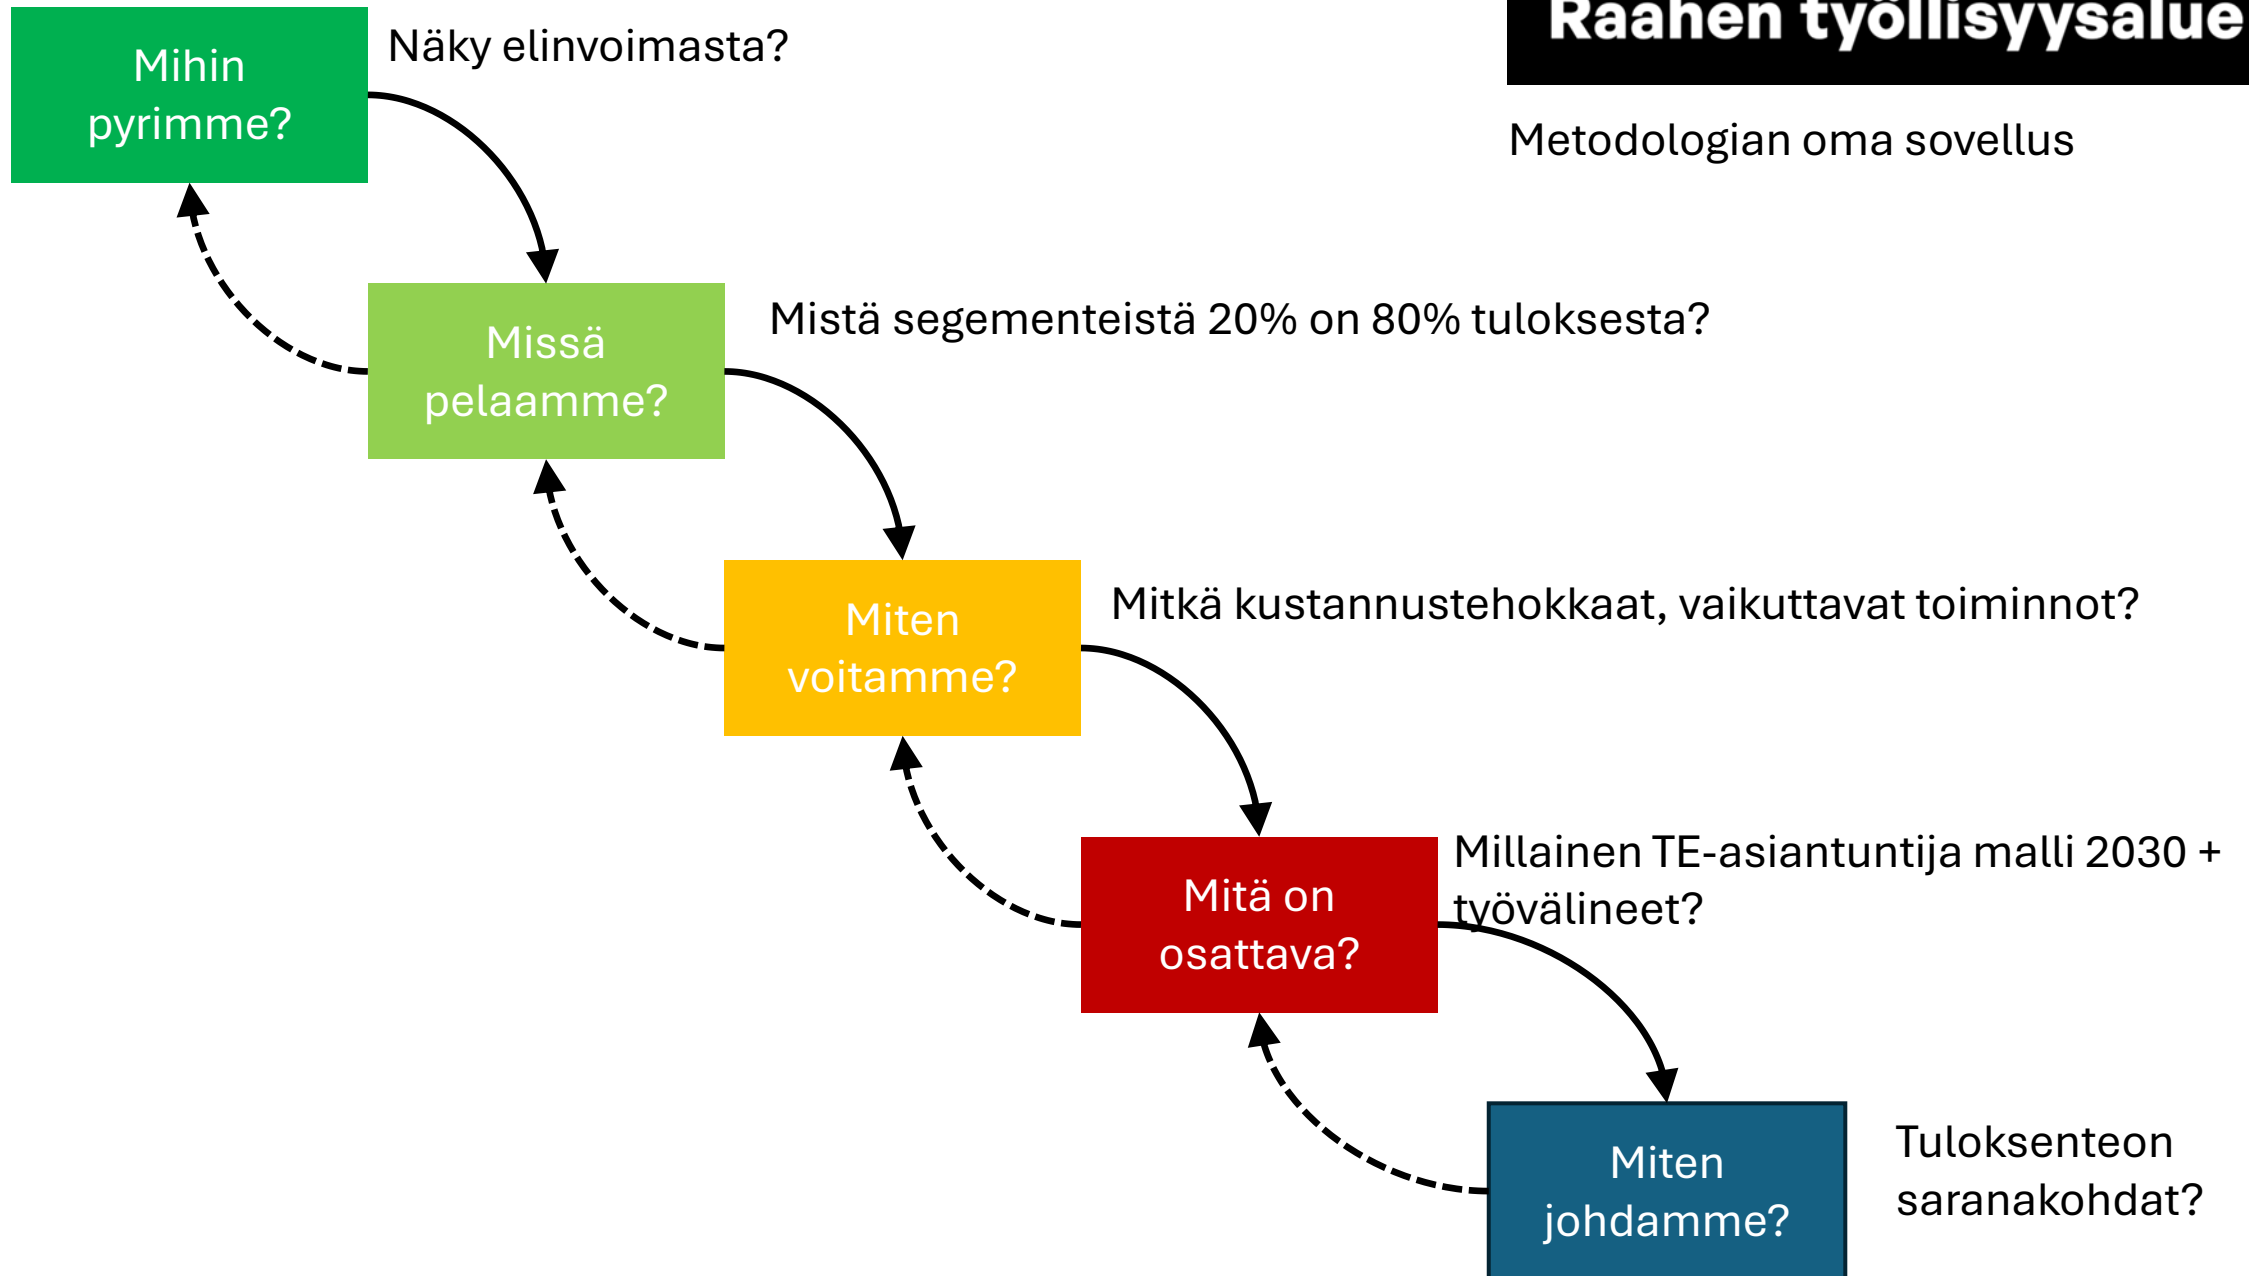 Raahen työllisyysalue
Metodologian oma sovellus
Mihin
pyrimme?
Näky elinvoimasta?
Missä
pelaamme?
Mistä segementeistä 20% on 80% tuloksesta?
Miten
voitamme?
Mitkä kustannustehokkaat, vaikuttavat toiminnot?
Mitä on
osattava?
Millainen TE-asiantuntija malli 2030 +
työvälineet?
Miten
johdamme?
Tuloksenteon
saranakohdat?